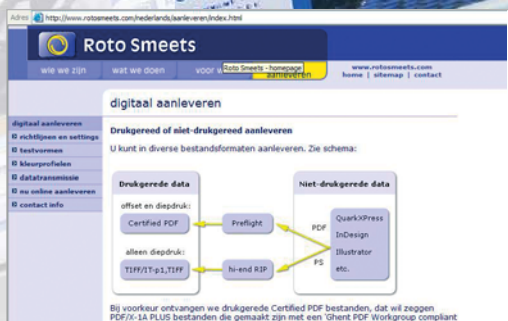 Adres http://www.rotosmeets.com/nederlands/aanleveren/index.html
Roto Smeets
wie we zijn wat we doen voor w Roto Smeets - homepage aanleveren
www.rotosmeets.com
home | sitemap | contact
digitaal aanleveren
digitaal aanleveren
richtlijnen en settings
testvormen
kleurprofielen
datatransmissie
nu online aanleveren
contact info
Drukgereed of niet-drukgereed aanleveren
U kunt in diverse bestandsformaten aanleveren. Zie schema:
Drukgerede data
offset en diepdruk:
Certified PDF
alleen diepdruk:
TIFF/IT-p1,TIFF
Preflight
hi-end RIP
Niet-drukgerede data
PDF
PS
QuarkXPress
InDesign
Illustrator
etc.
Bij voorkeur ontvangen we drukgerede Certified PDF bestanden, dat wil zeggen
PDF/X-1A PLUS bestanden die gemaakt zijn met een 'Ghent PDF Workgroup compliant